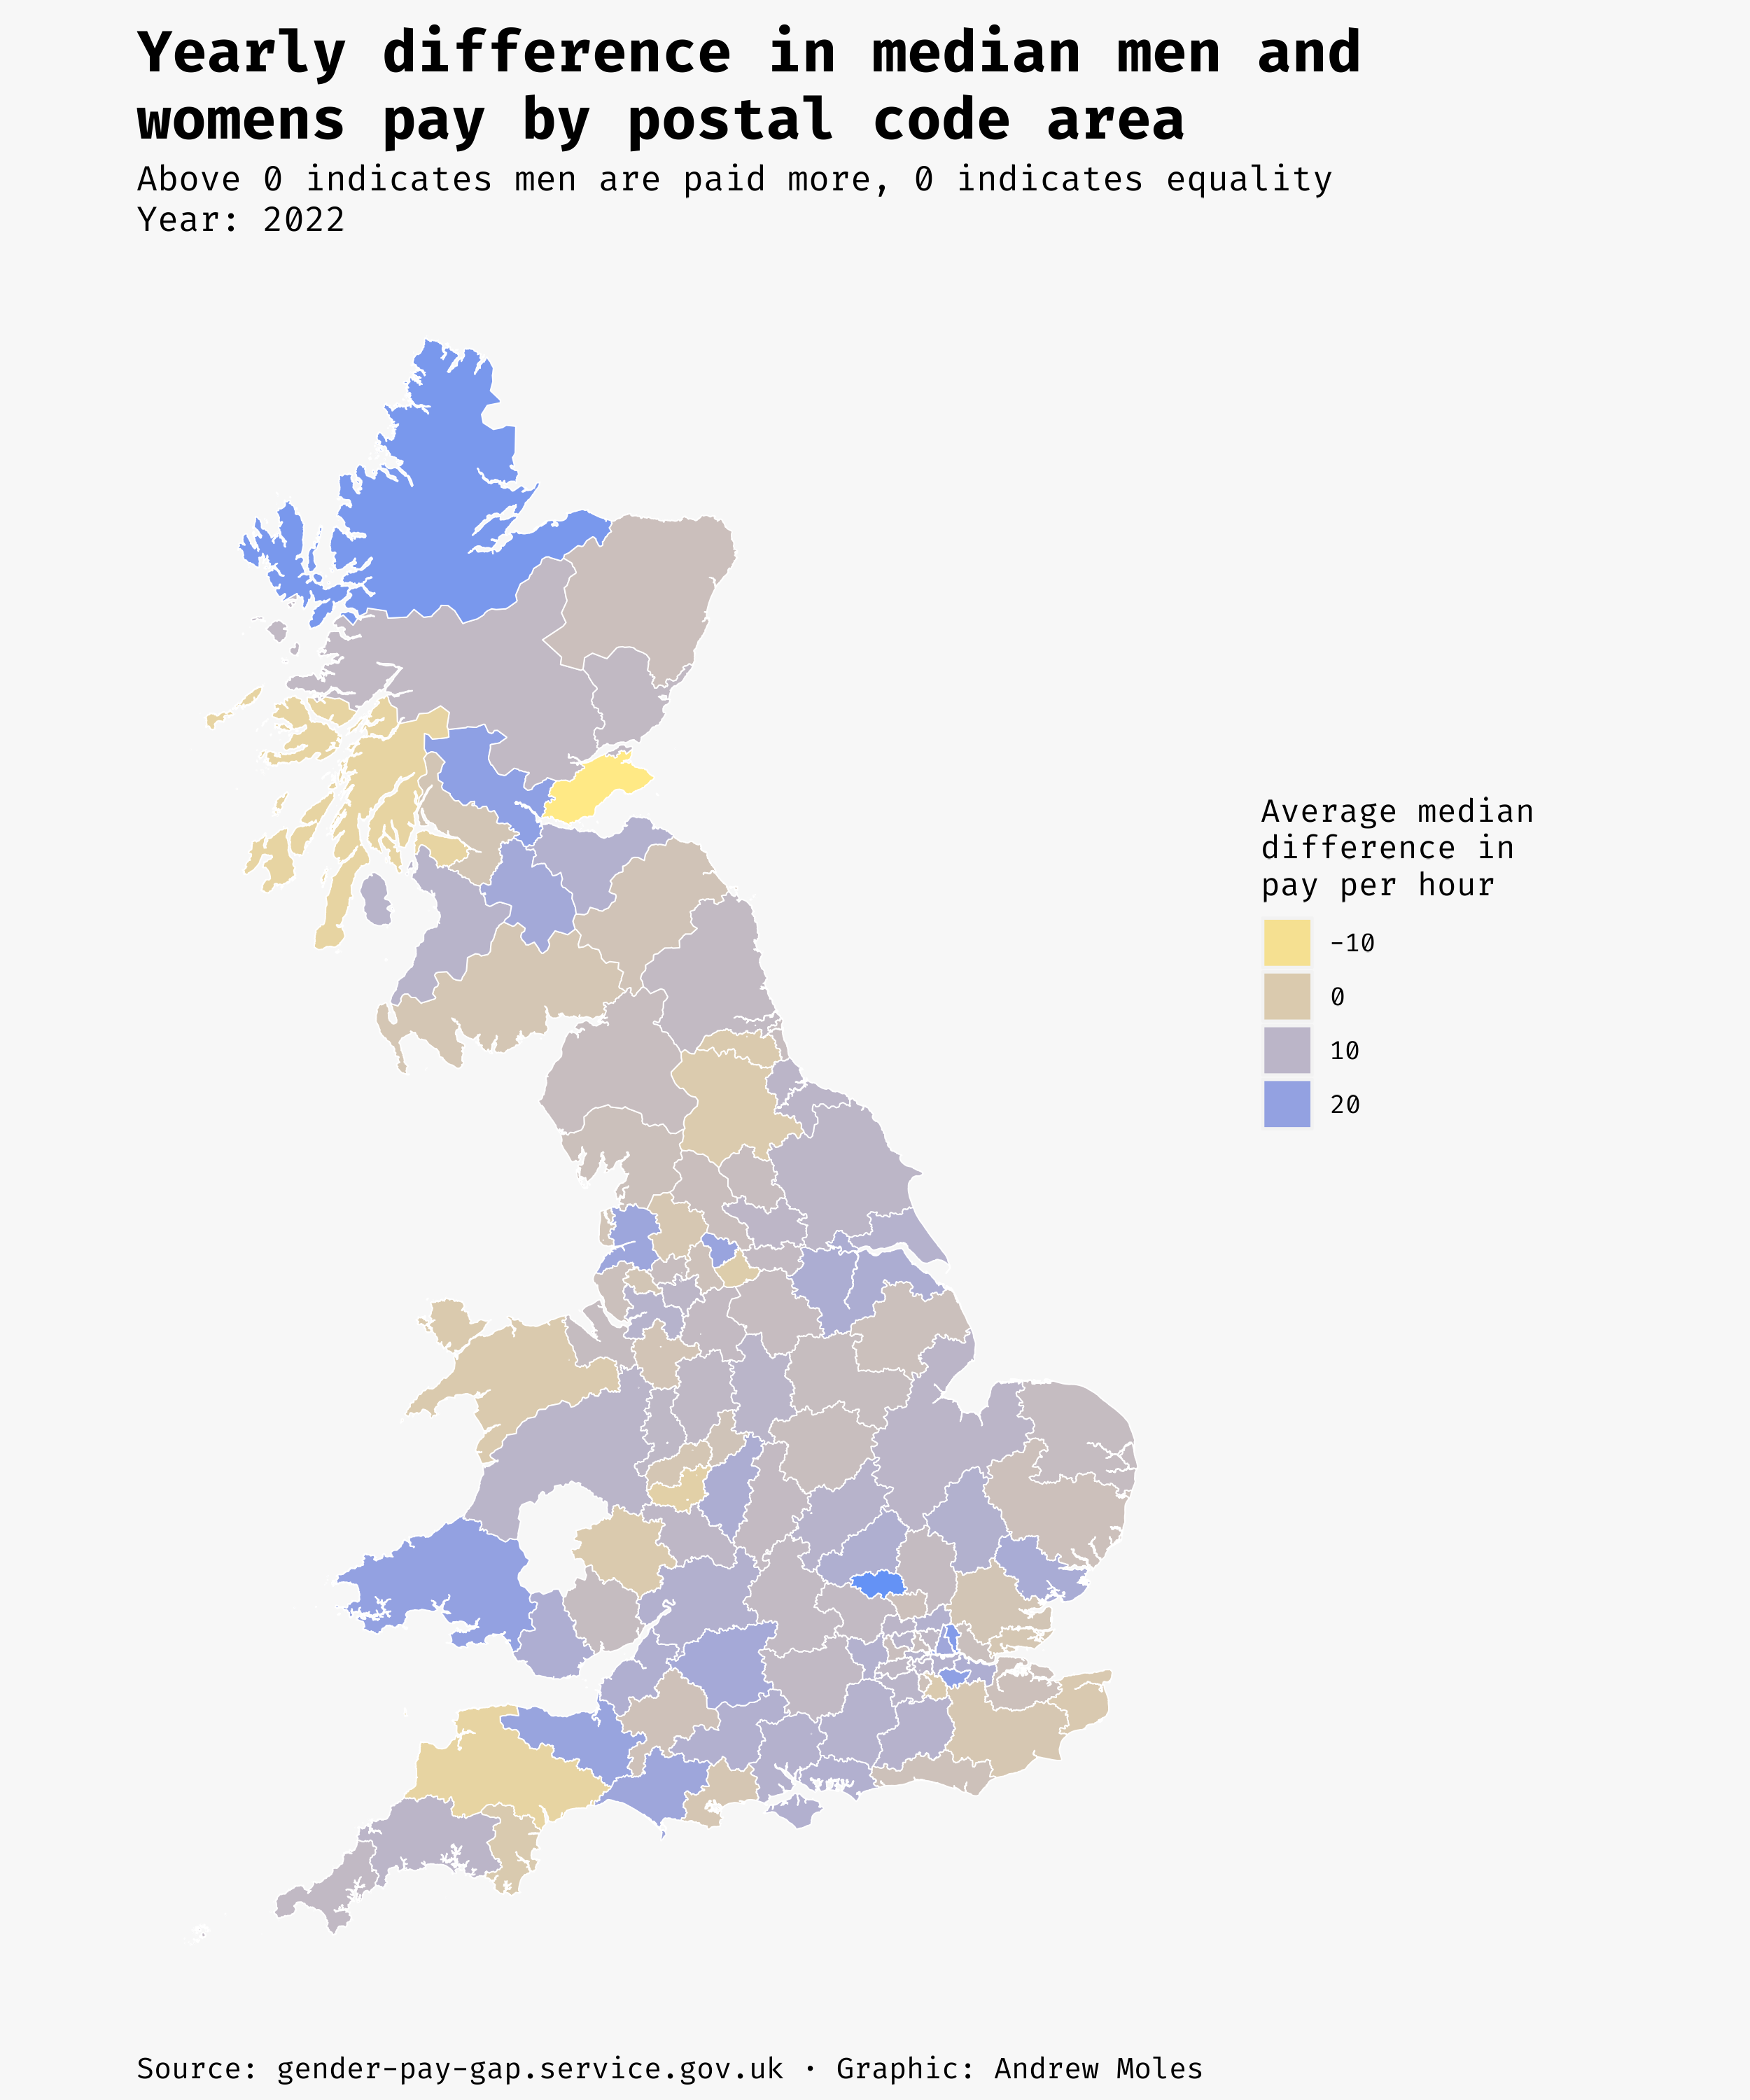 Yearly difference in median men and
womens pay by postal code area
Above 0 indicates men are paid more, 0 indicates equality
Year: 2022
Average median
difference in
pay per hour
-10
0
10
20
Source: gender-pay-gap.service.gov.uk · Graphic: Andrew Moles